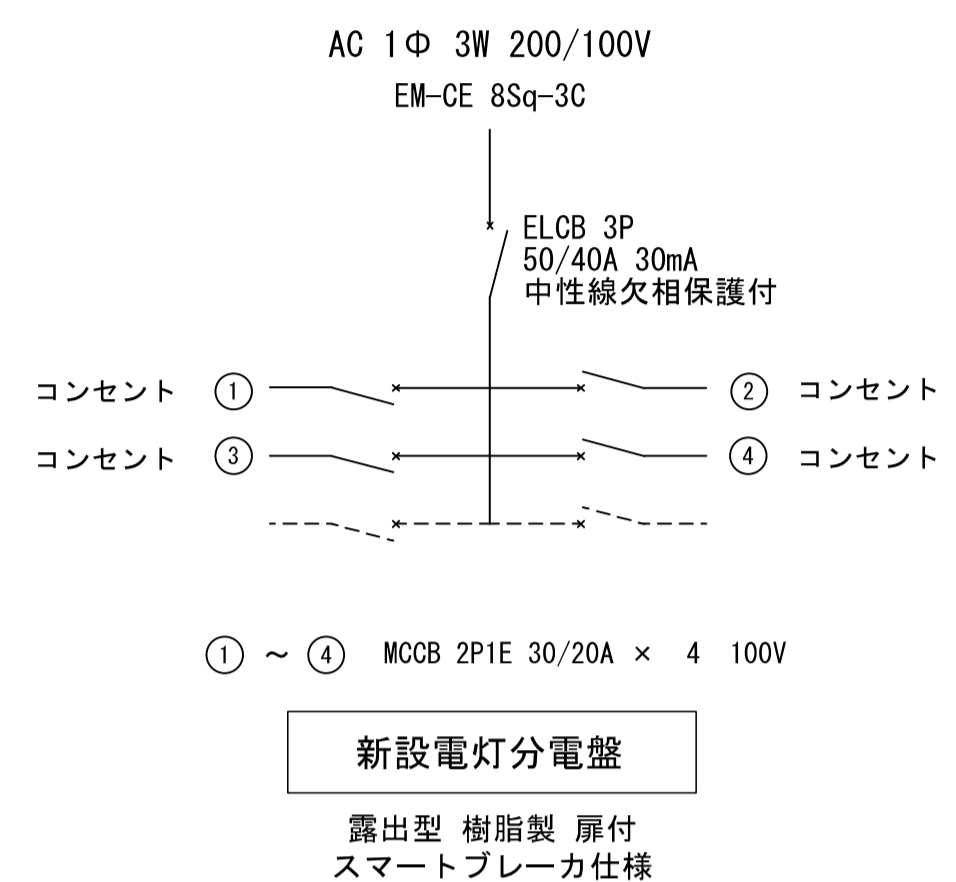 AC 1Φ 3W 200/100V
EM-CE 8Sq-3C
ELCB 3P
50/40A 30mA
中性線欠相保護付
コンセント ① ② コンセント
コンセント ③ ④ コンセント
① ～ ④ MCCB 2P1E 30/20A × 4 100V
新設電灯分電盤
露出型 樹脂製 扉付
スマートブレーカ仕様